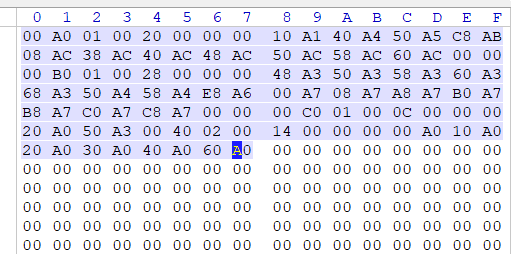 0 1 2 3 4 5 6 7 8 9 A B C D E F
00 A0 01 00 20 00 00 00 10 A1 40 A4 50 A5 C8 AB
08 AC 38 AC 40 AC 48 AC 50 AC 58 AC 60 AC 00 00
00 B0 01 00 28 00 00 00 48 A3 50 A3 58 A3 60 A3
68 A3 50 A4 58 A4 E8 A6 00 A7 08 A7 A8 A7 B0 A7
B8 A7 C0 A7 C8 A7 00 00 00 C0 01 00 0C 00 00 00
20 A0 50 A3 00 40 02 00 14 00 00 00 00 A0 10 A0
20 A0 30 A0 40 A0 60 A0 00 00 00 00 00 00 00 00
00 00 00 00 00 00 00 00 00 00 00 00 00 00 00 00
00 00 00 00 00 00 00 00 00 00 00 00 00 00 00 00
00 00 00 00 00 00 00 00 00 00 00 00 00 00 00 00
00 00 00 00 00 00 00 00 00 00 00 00 00 00 00 00
00 00 00 00 00 00 00 00 00 00 00 00 00 00 00 00